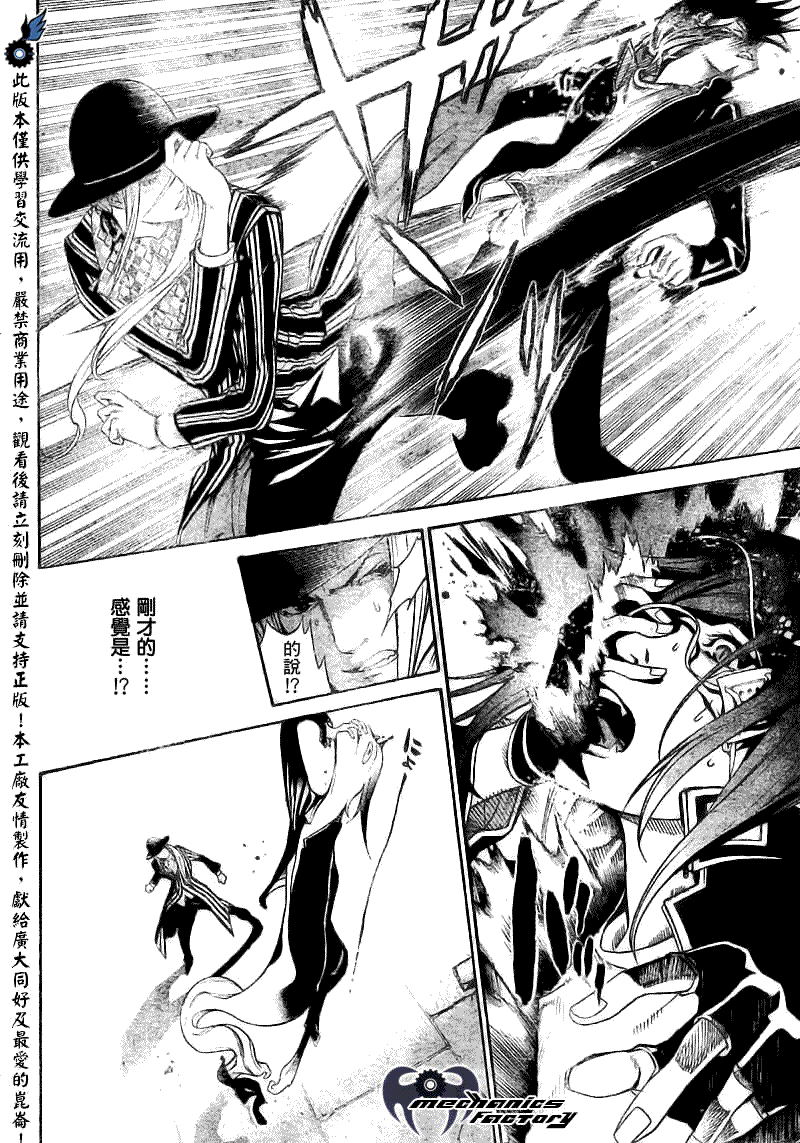 此版本僅供學習交流用，嚴禁商業用途，觀看後請立刻刪除並請支持正版！本工廠友情製作，獻給廣大同好及最愛的崑崙！
的說!?
剛才的……
感覺是…!?
mechanics
factory